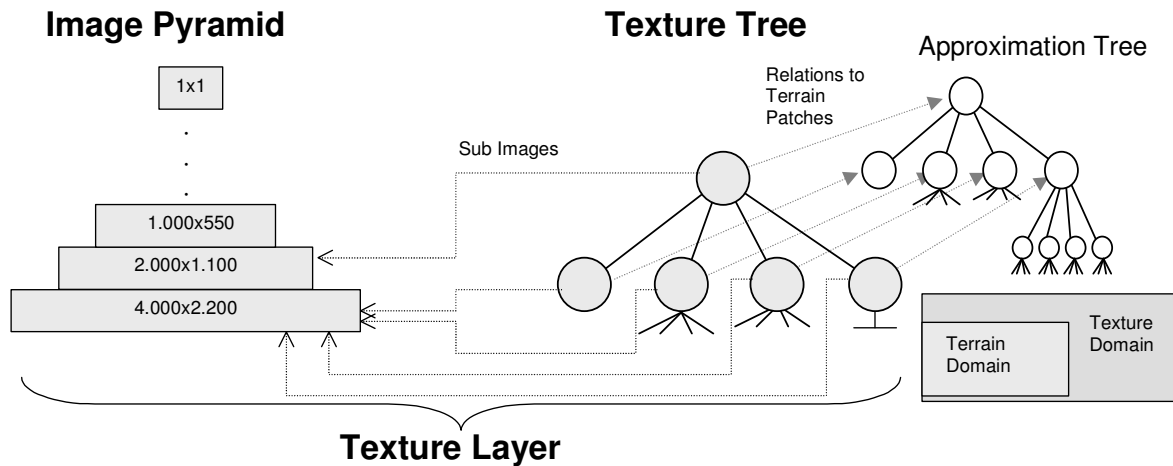 Image Pyramid
Texture Tree
Approximation Tree
1x1
.
.
.
.
Relations to
Terrain
Patches
Sub Images
1.000x550
2.000x1.100
4.000x2.200
Texture
Domain
Terrain
Domain
Texture Layer